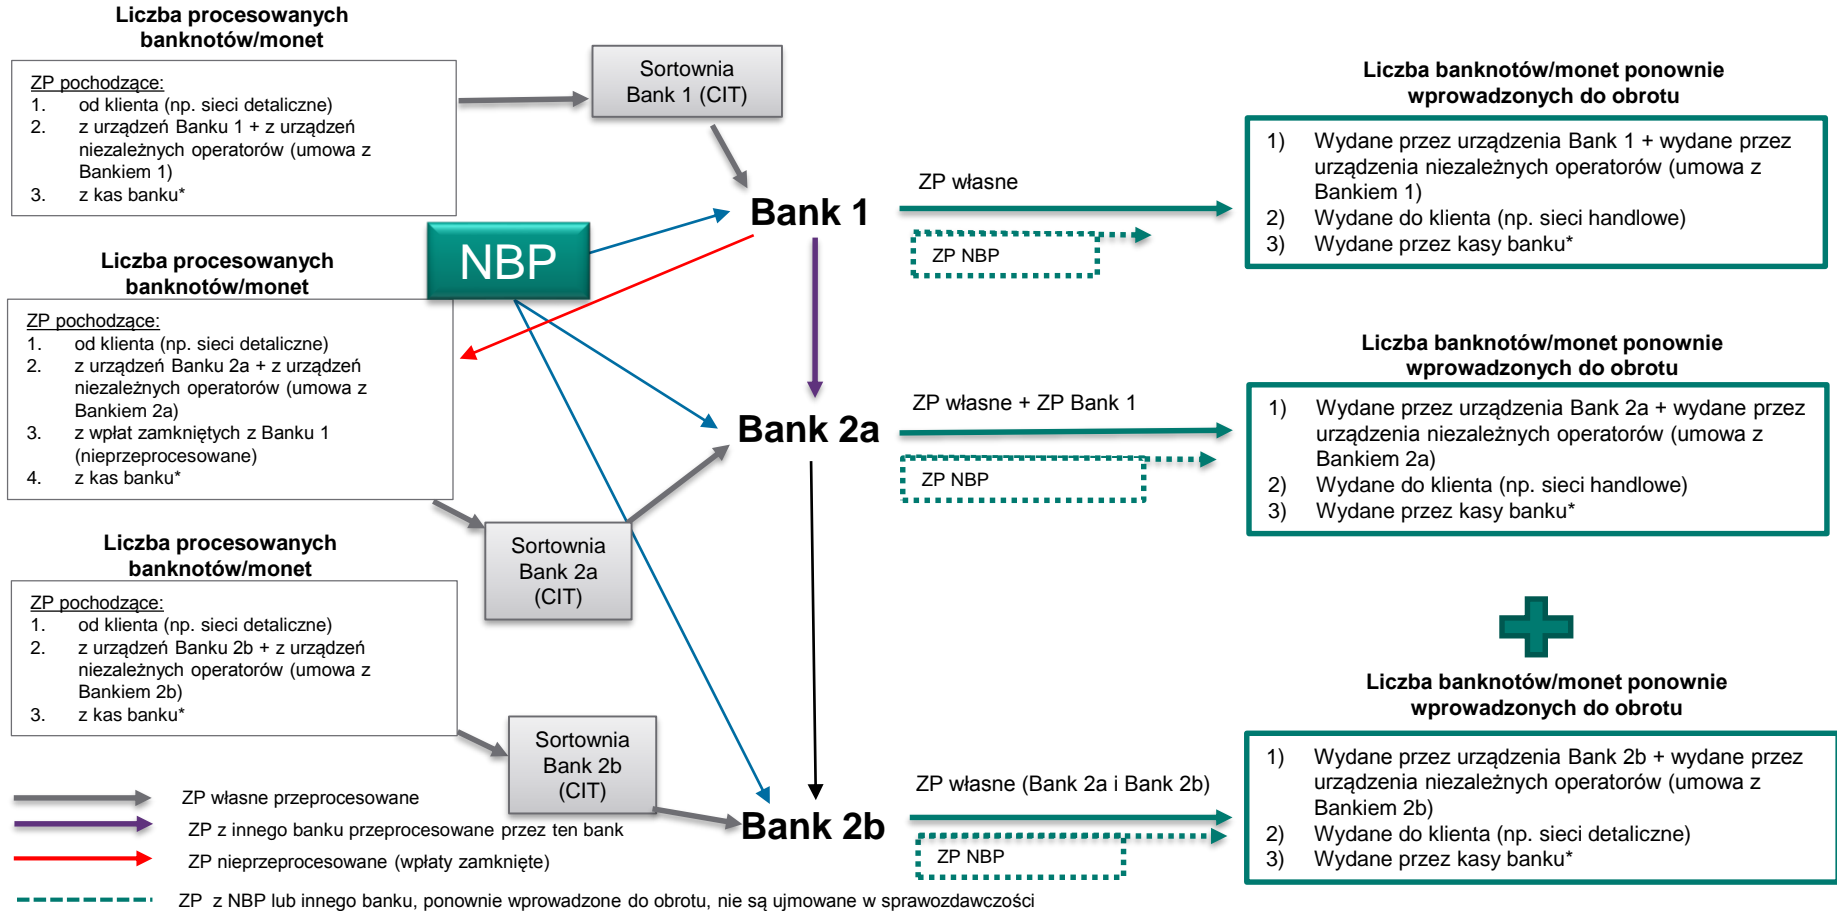 Liczba procesowanych
banknotów/monet
ZP pochodzące:
1. od klienta (np. sieci detaliczne)
2. z urządzeń Banku 1 + z urządzeń
niezależnych operatorów (umowa z
Bankiem 1)
3. z kas banku*
Sortownia
Bank 1 (CIT)
Bank 1
NBP
ZP własne
ZP NBP
Liczba banknotów/monet ponownie
wprowadzonych do obrotu
1) Wydane przez urządzenia Bank 1 + wydane przez
urządzenia niezależnych operatorów (umowa z
Bankiem 1)
2) Wydane do klienta (np. sieci handlowe)
3) Wydane przez kasy banku*
Liczba procesowanych
banknotów/monet
ZP pochodzące:
1. od klienta (np. sieci detaliczne)
2. z urządzeń Banku 2a + z urządzeń
niezależnych operatorów (umowa z
Bankiem 2a)
3. z wpłat zamkniętych z Banku 1
(nieprzeprocesowane)
4. z kas banku*
Sortownia
Bank 2a
(CIT)
Bank 2a
ZP własne + ZP Bank 1
ZP NBP
Liczba banknotów/monet ponownie
wprowadzonych do obrotu
1) Wydane przez urządzenia Bank 2a + wydane przez
urządzenia niezależnych operatorów (umowa z
Bankiem 2a)
2) Wydane do klienta (np. sieci handlowe)
3) Wydane przez kasy banku*
Liczba procesowanych
banknotów/monet
ZP pochodzące:
1. od klienta (np. sieci detaliczne)
2. z urządzeń Banku 2b + z urządzeń
niezależnych operatorów (umowa z
Bankiem 2b)
3. z kas banku*
Sortownia
Bank 2b
(CIT)
Bank 2b
ZP własne (Bank 2a i Bank 2b)
ZP NBP
Liczba banknotów/monet ponownie
wprowadzonych do obrotu
1) Wydane przez urządzenia Bank 2b + wydane przez
urządzenia niezależnych operatorów (umowa z
Bankiem 2b)
2) Wydane do klienta (np. sieci detaliczne)
3) Wydane przez kasy banku*
ZP własne przeprocesowane
ZP z innego banku przeprocesowane przez ten bank
ZP nieprzeprocesowane (wpłaty zamknięte)
ZP z NBP lub innego banku, ponownie wprowadzone do obrotu, nie są ujmowane w sprawozdawczości